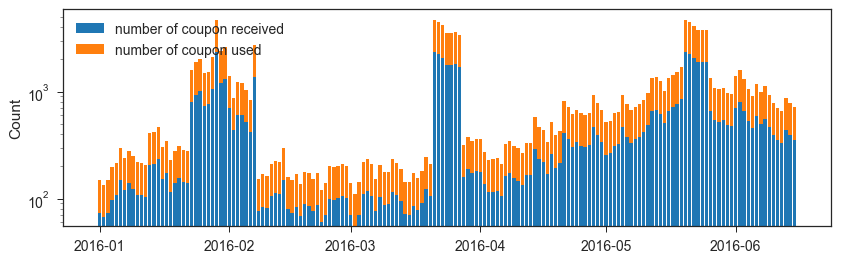 number of coupon received
number of coupon used
Count
10³
10²
2016-01 2016-02 2016-03 2016-04 2016-05 2016-06